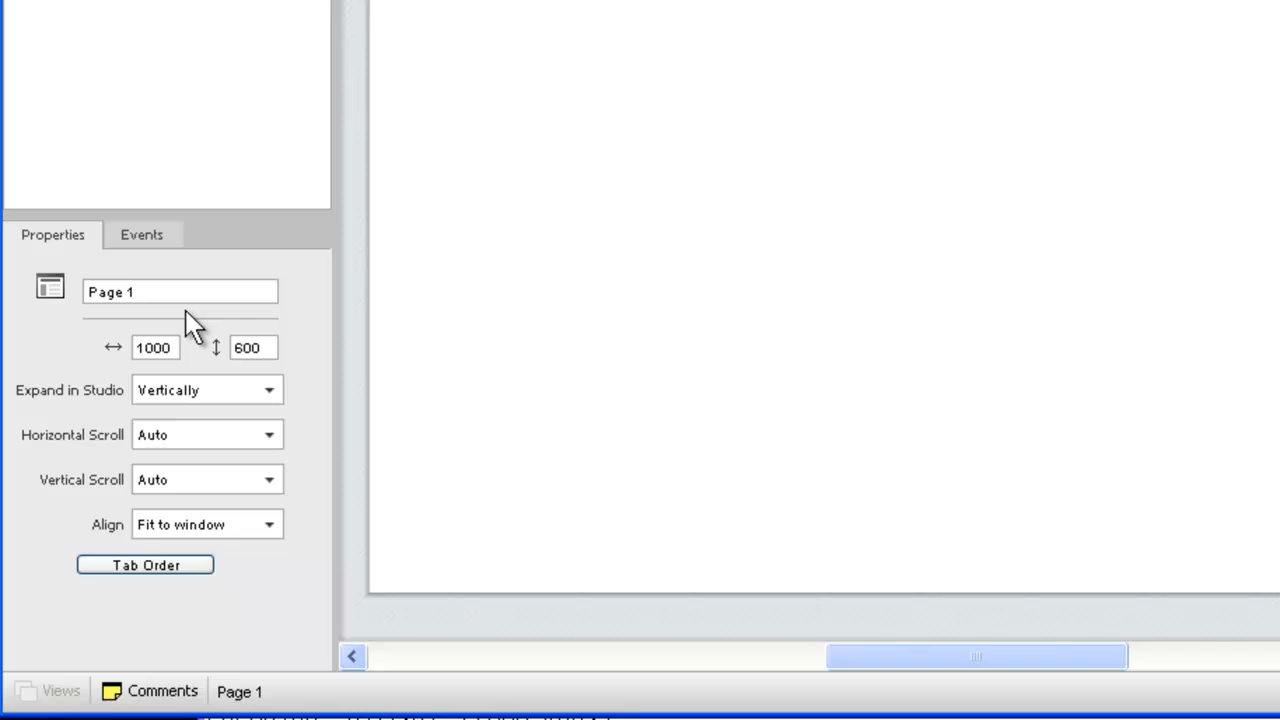 Properties Events
Page 1
1000 600
Expand in Studio Vertically
Horizontal Scroll Auto
Vertical Scroll Auto
Align Fit to window
Tab Order
Views Comments Page 1